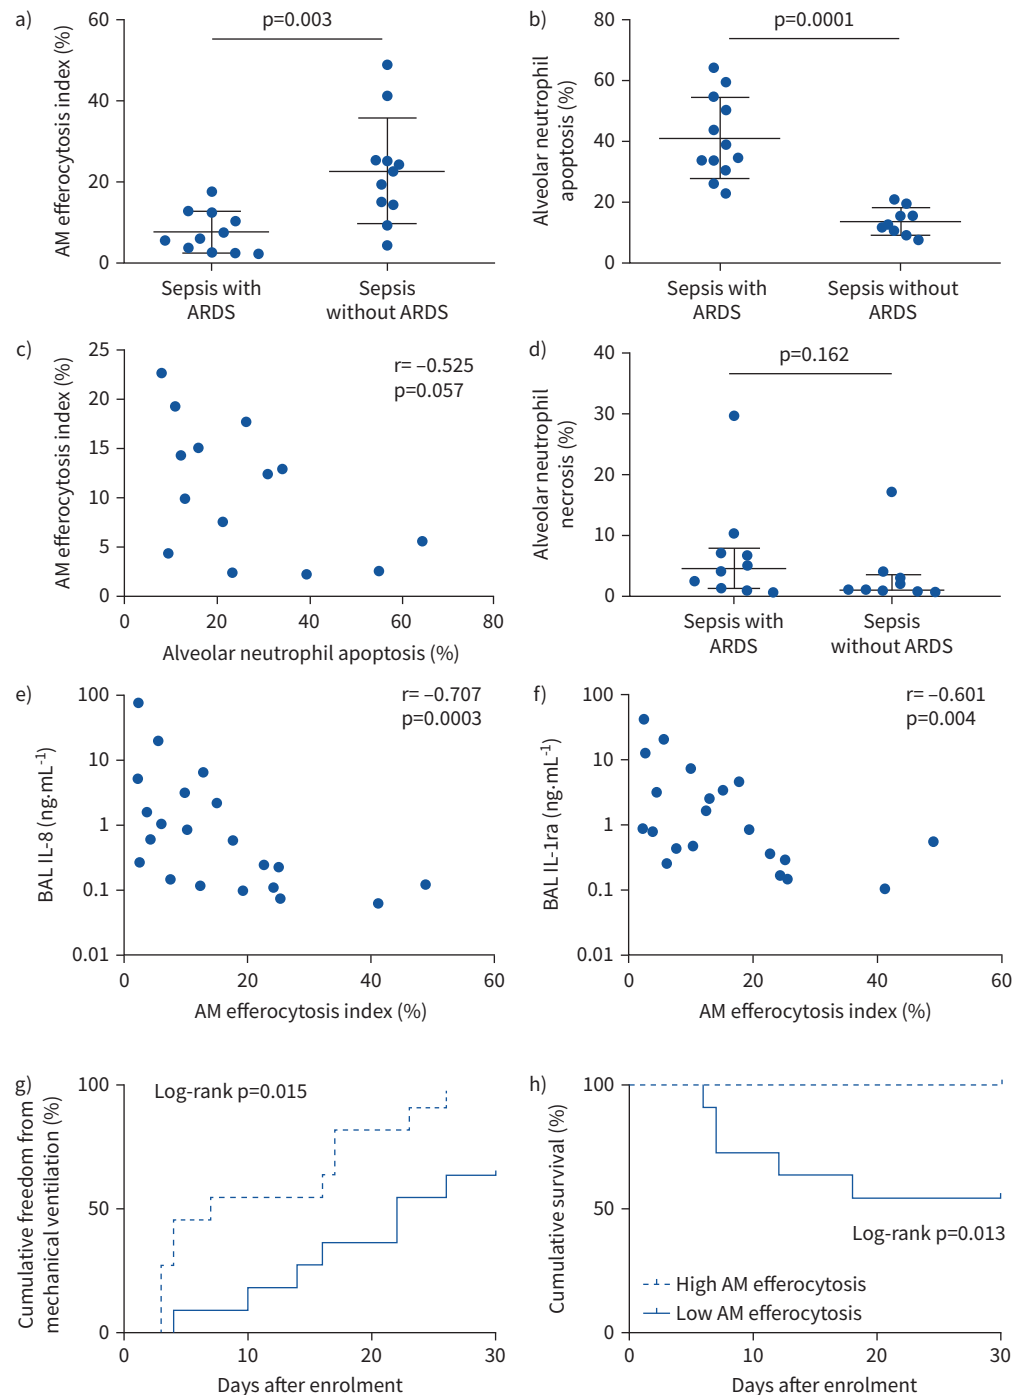 a)
p=0.003
AM efferocytosis index (%)
60
40
20
0
Sepsis with
ARDS
Sepsis
without ARDS
b)
p=0.0001
Alveolar neutrophil
apoptosis (%)
80
60
40
20
0
Sepsis with
ARDS
Sepsis without
ARDS
c)
r= –0.525
p=0.057
AM efferocytosis index (%)
25
20
15
10
5
0
0 20 40 60 80
Alveolar neutrophil apoptosis (%)
d)
p=0.162
Alveolar neutrophil
necrosis (%)
40
30
20
10
0
Sepsis with
ARDS
Sepsis
without ARDS
e)
r= –0.707
p=0.0003
BAL IL-8 (ng·mL⁻¹)
100
10
1
0.1
0.01
0 20 40 60
AM efferocytosis index (%)
f)
r= –0.601
p=0.004
BAL IL-1ra (ng·mL⁻¹)
100
10
1
0.1
0.01
0 20 40 60
AM efferocytosis index (%)
g)
Log-rank p=0.015
Cumulative freedom from
mechanical ventilation (%)
100
50
0
0 10 20 30
Days after enrolment
h)
Cumulative survival (%)
100
50
0
Log-rank p=0.013
High AM efferocytosis
Low AM efferocytosis
0 10 20 30
Days after enrolment